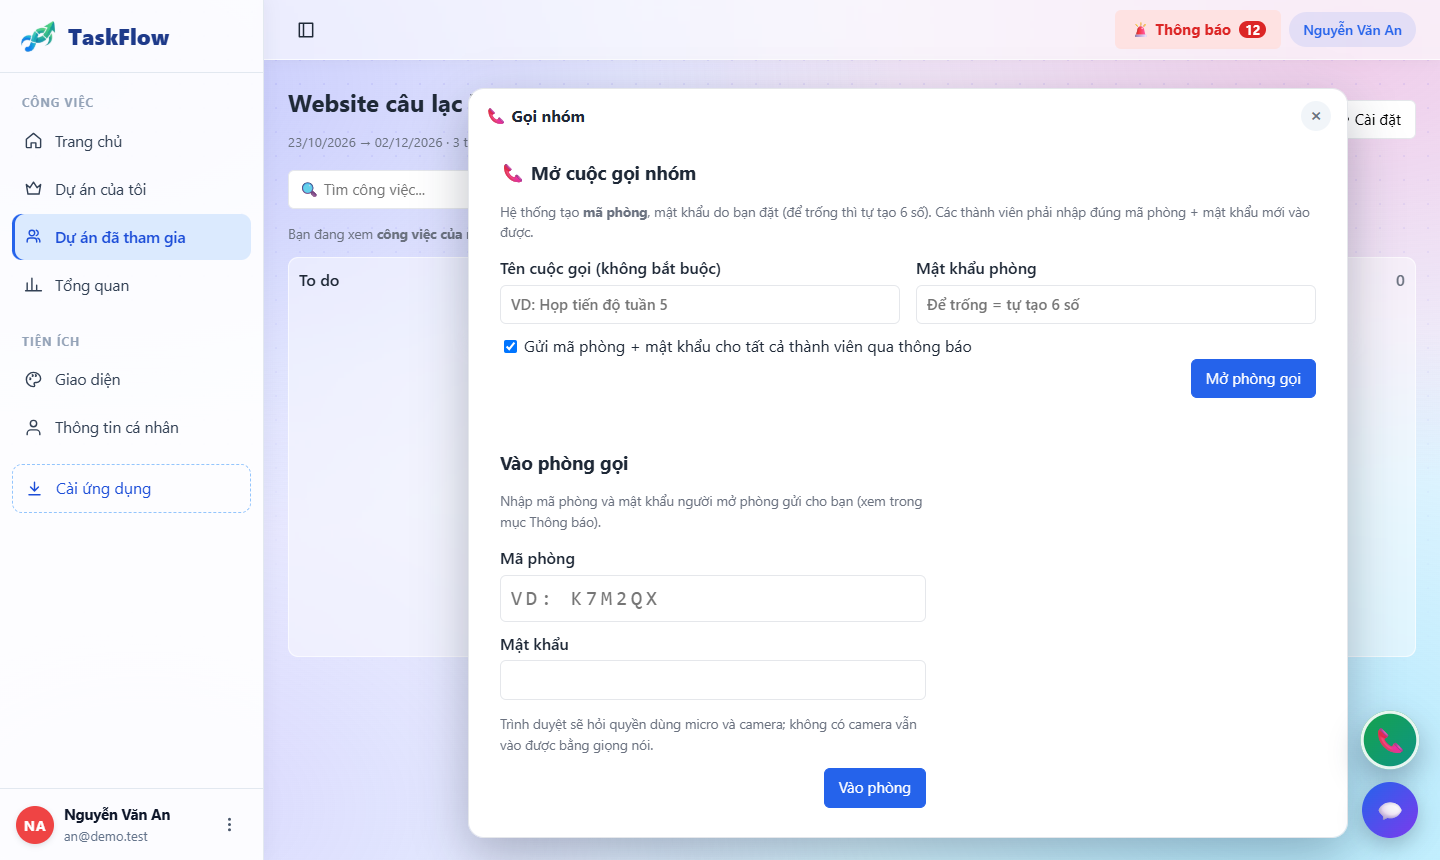 TaskFlow
CÔNG VIỆC
Trang chủ
Dự án của tôi
Dự án đã tham gia
Tổng quan
TIỆN ÍCH
Giao diện
Thông tin cá nhân
Cài ứng dụng
NA
Nguyễn Văn An
an@demo.test
Thông báo 12
Nguyễn Văn An
Website câu lạc
23/10/2026 → 02/12/2026 · 3
Cài đặt
Tìm công việc...
Bạn đang xem công việc của
To do
0
Gọi nhóm
Mở cuộc gọi nhóm
Hệ thống tạo mã phòng, mật khẩu do bạn đặt (để trống thì tự tạo 6 số). Các thành viên phải nhập đúng mã phòng + mật khẩu mới vào
được.
Tên cuộc gọi (không bắt buộc)
VD: Họp tiến độ tuần 5
Mật khẩu phòng
Để trống = tự tạo 6 số
Gửi mã phòng + mật khẩu cho tất cả thành viên qua thông báo
Mở phòng gọi
Vào phòng gọi
Nhập mã phòng và mật khẩu người mở phòng gửi cho bạn (xem trong
mục Thông báo).
Mã phòng
VD: K7M2QX
Mật khẩu
Trình duyệt sẽ hỏi quyền dùng micro và camera; không có camera vẫn
vào được bằng giọng nói.
Vào phòng